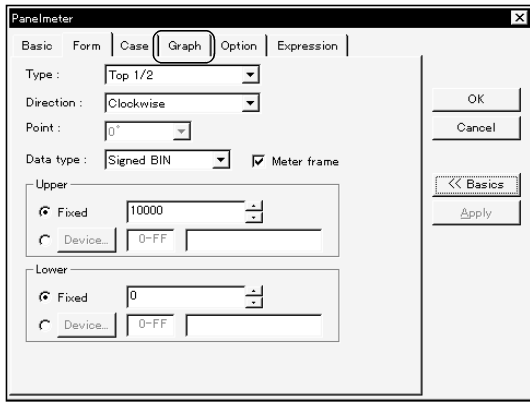 Panelmeter
Basic Form Case Graph Option Expression
Type : Top 1/2
Direction : Clockwise
Point : 0°
Data type : Signed BIN Meter frame
Upper
Fixed 10000
Device... 0-FF
Lower
Fixed 0
Device... 0-FF
OK
Cancel
<< Basics
Apply